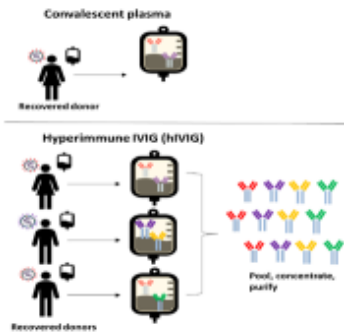 Convalescent plasma
Recovered donor
Hyperimmune IVIG (hIVIG)
Pool, concentrate,
purify
Recovered donors